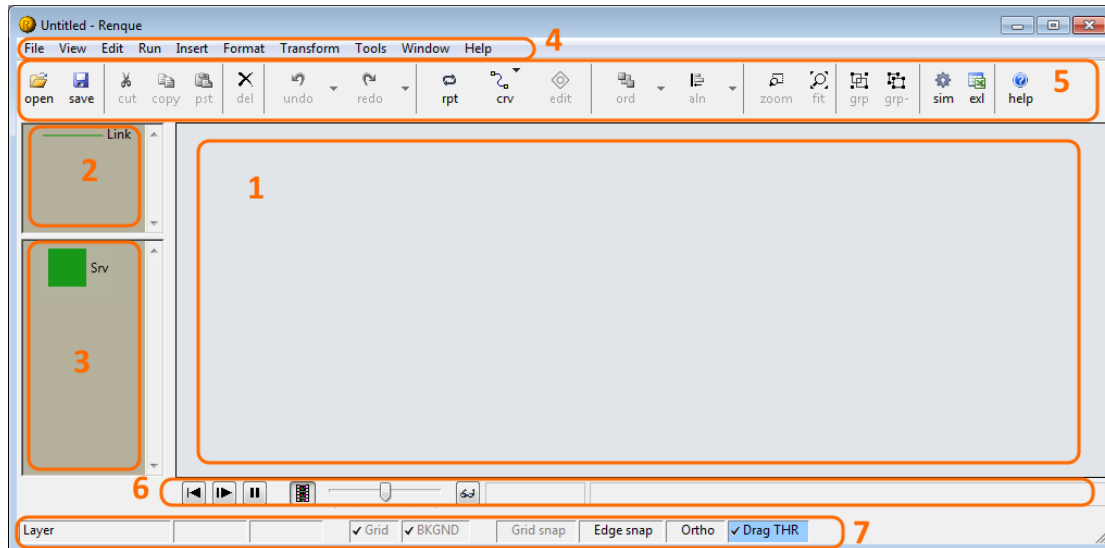 Untitled - Renque
File View Edit Run Insert Format Transform Tools Window Help 4
open save cut copy pst del undo redo rpt crv edit ord aln zoom fit grp grp- sim exl help 5
Link
2
1
Srv
3
6
Layer Grid BKGND Grid snap Edge snap Ortho Drag THR 7